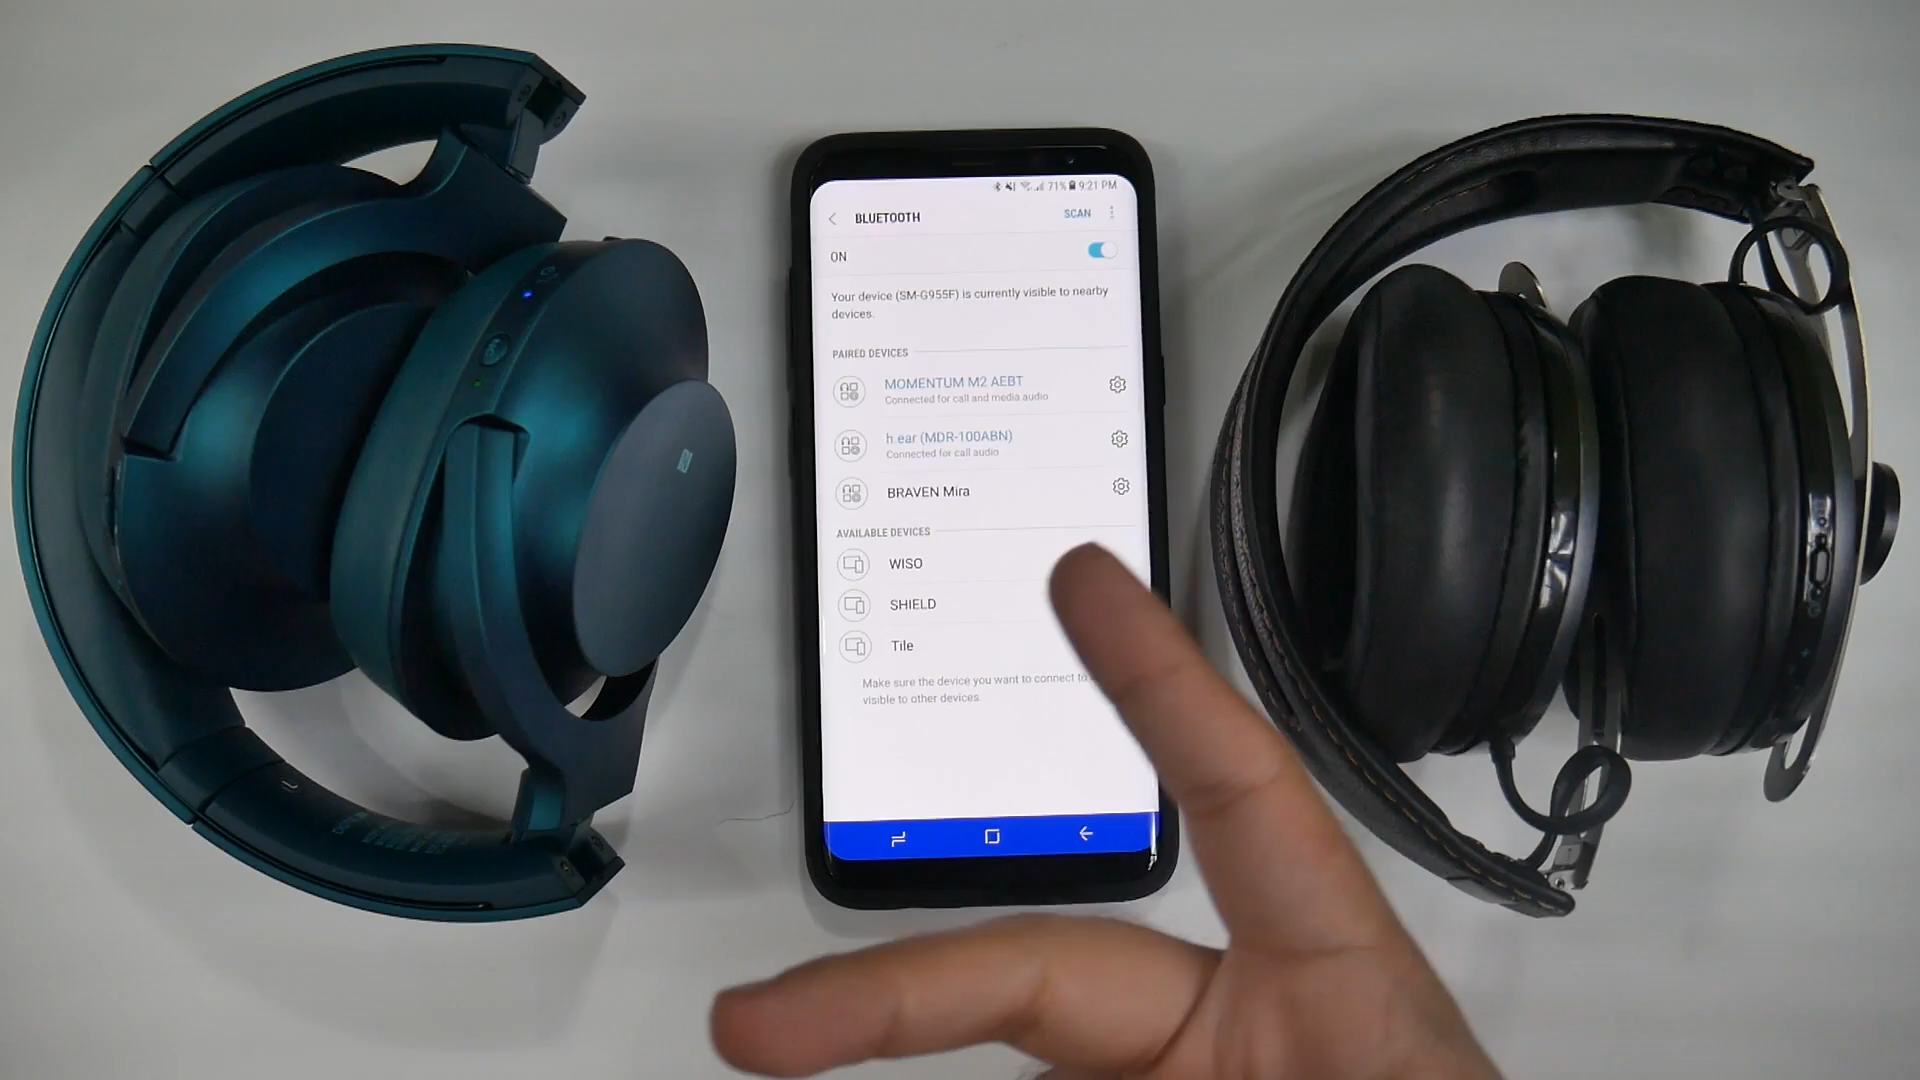 71% 9:21 PM
BLUETOOTH SCAN
ON
Your device (SM-G955F) is currently visible to nearby
devices.
PAIRED DEVICES
MOMENTUM M2 AEBT
Connected for call and media audio
h.ear (MDR-100ABN)
Connected for call audio
BRAVEN Mira
AVAILABLE DEVICES
WISO
SHIELD
Tile
Make sure the device you want to connect to
visible to other devices.
NC